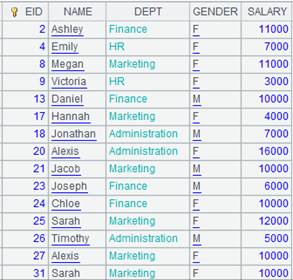 EID NAME DEPT GENDER SALARY
2 Ashley Finance F 11000
4 Emily HR F 7000
8 Megan Marketing F 11000
9 Victoria HR F 3000
13 Daniel Finance M 10000
17 Hannah Marketing F 4000
18 Jonathan Administration M 7000
20 Alexis Administration F 16000
21 Jacob Marketing M 10000
23 Joseph Finance M 6000
24 Chloe Finance F 10000
25 Sarah Marketing F 12000
26 Timothy Administration M 5000
27 Alexis Marketing F 10000
31 Sarah Marketing F 10000